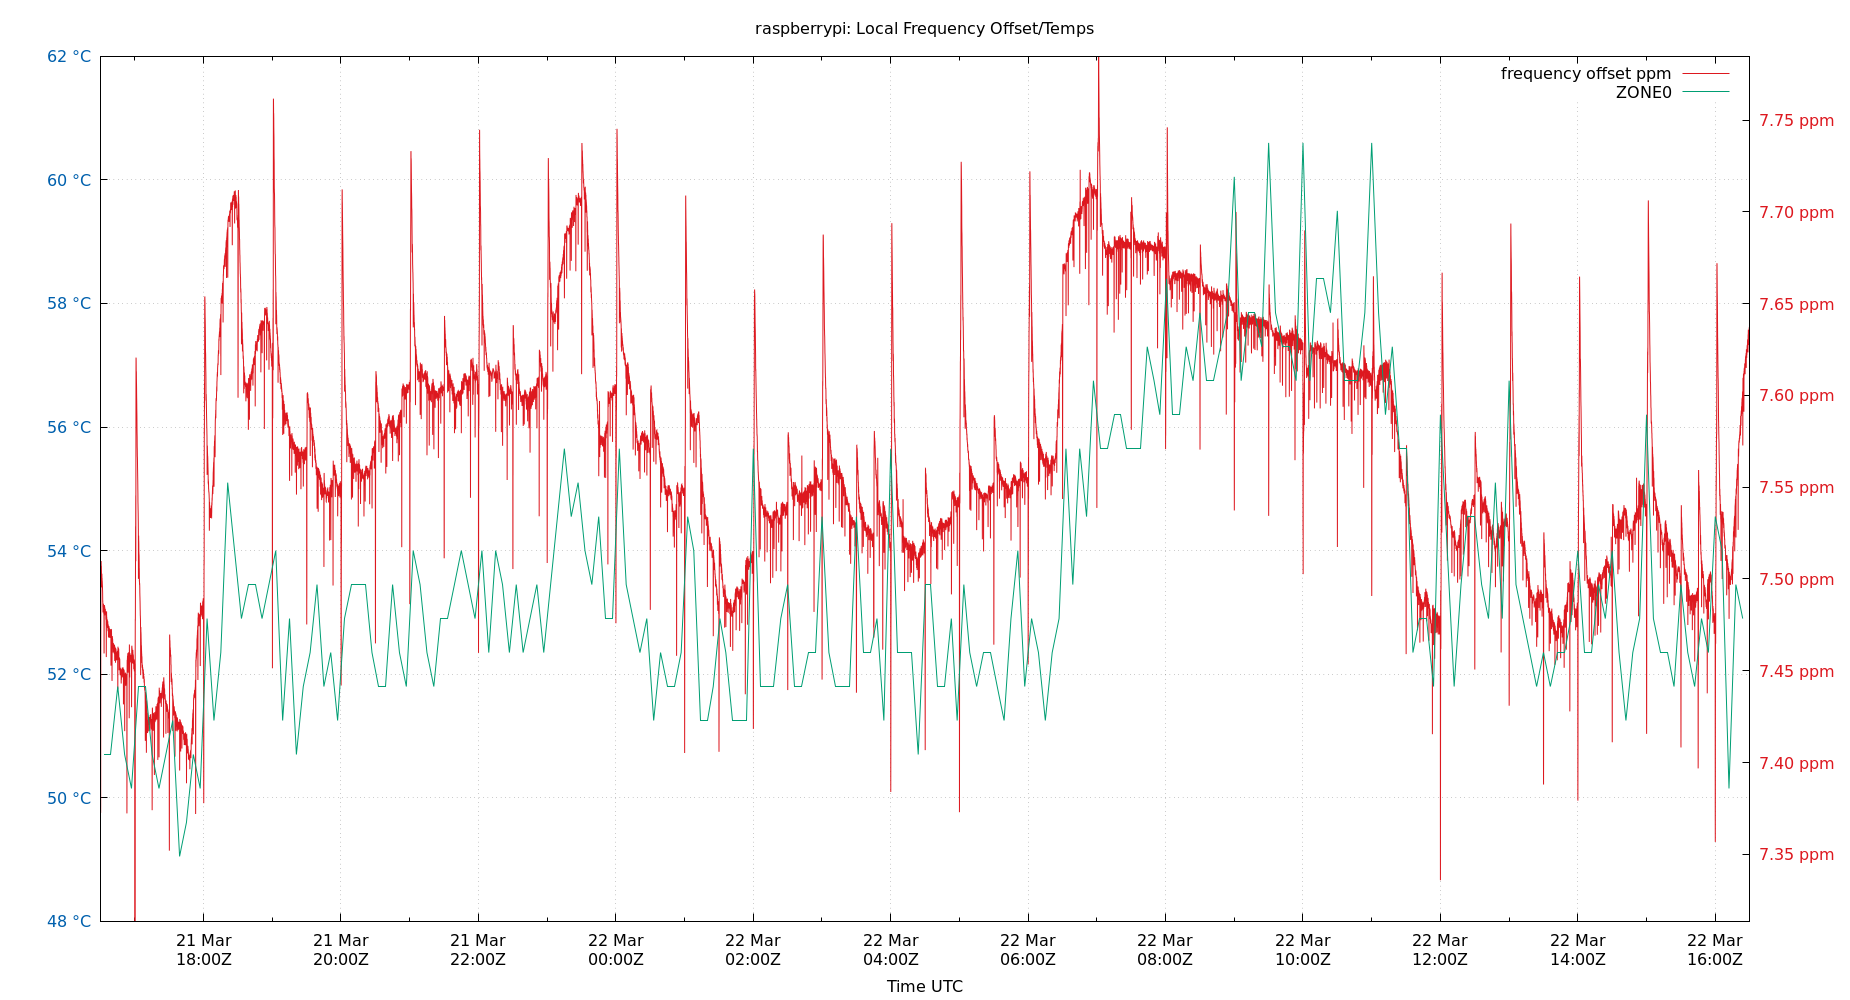 raspberrypi: Local Frequency Offset/Temps
frequency offset ppm
ZONE0
62 °C
60 °C
58 °C
56 °C
54 °C
52 °C
50 °C
48 °C
7.75 ppm
7.70 ppm
7.65 ppm
7.60 ppm
7.55 ppm
7.50 ppm
7.45 ppm
7.40 ppm
7.35 ppm
21 Mar
18:00Z
21 Mar
20:00Z
21 Mar
22:00Z
22 Mar
00:00Z
22 Mar
02:00Z
22 Mar
04:00Z
22 Mar
06:00Z
22 Mar
08:00Z
22 Mar
10:00Z
22 Mar
12:00Z
22 Mar
14:00Z
22 Mar
16:00Z
Time UTC